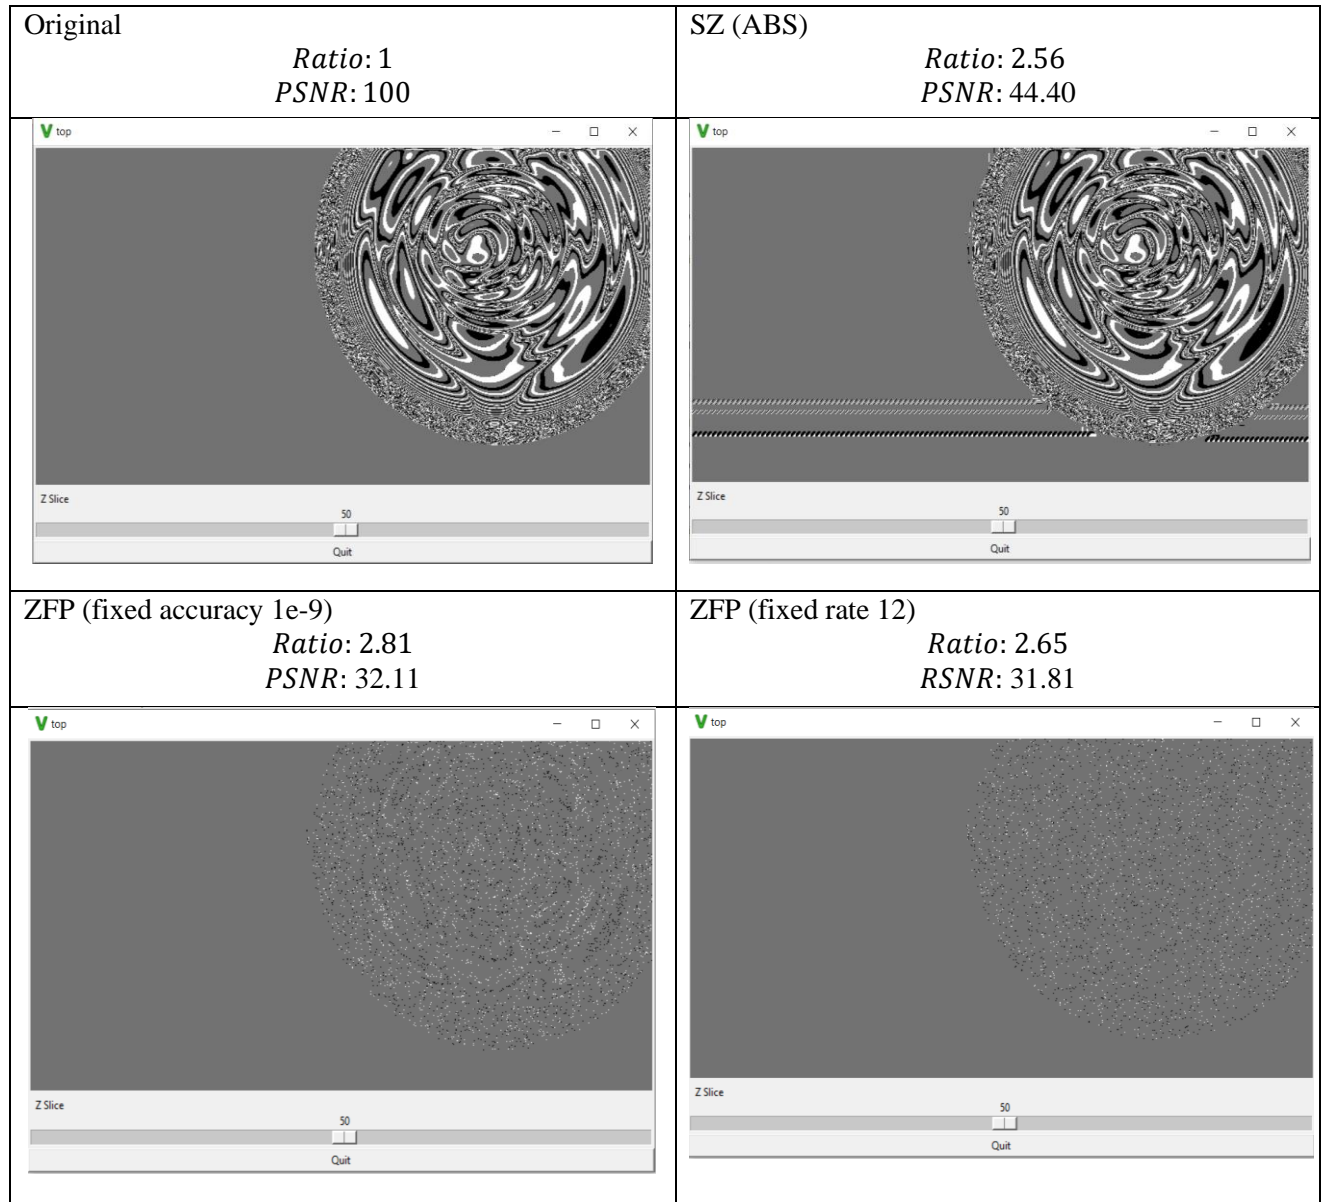 Original
Ratio: 1
PSNR: 100
SZ (ABS)
Ratio: 2.56
PSNR: 44.40
top
Z Slice
50
Quit
top
Z Slice
50
Quit
ZFP (fixed accuracy 1e-9)
Ratio: 2.81
PSNR: 32.11
ZFP (fixed rate 12)
Ratio: 2.65
RSNR: 31.81
top
Z Slice
50
Quit
top
Z Slice
50
Quit